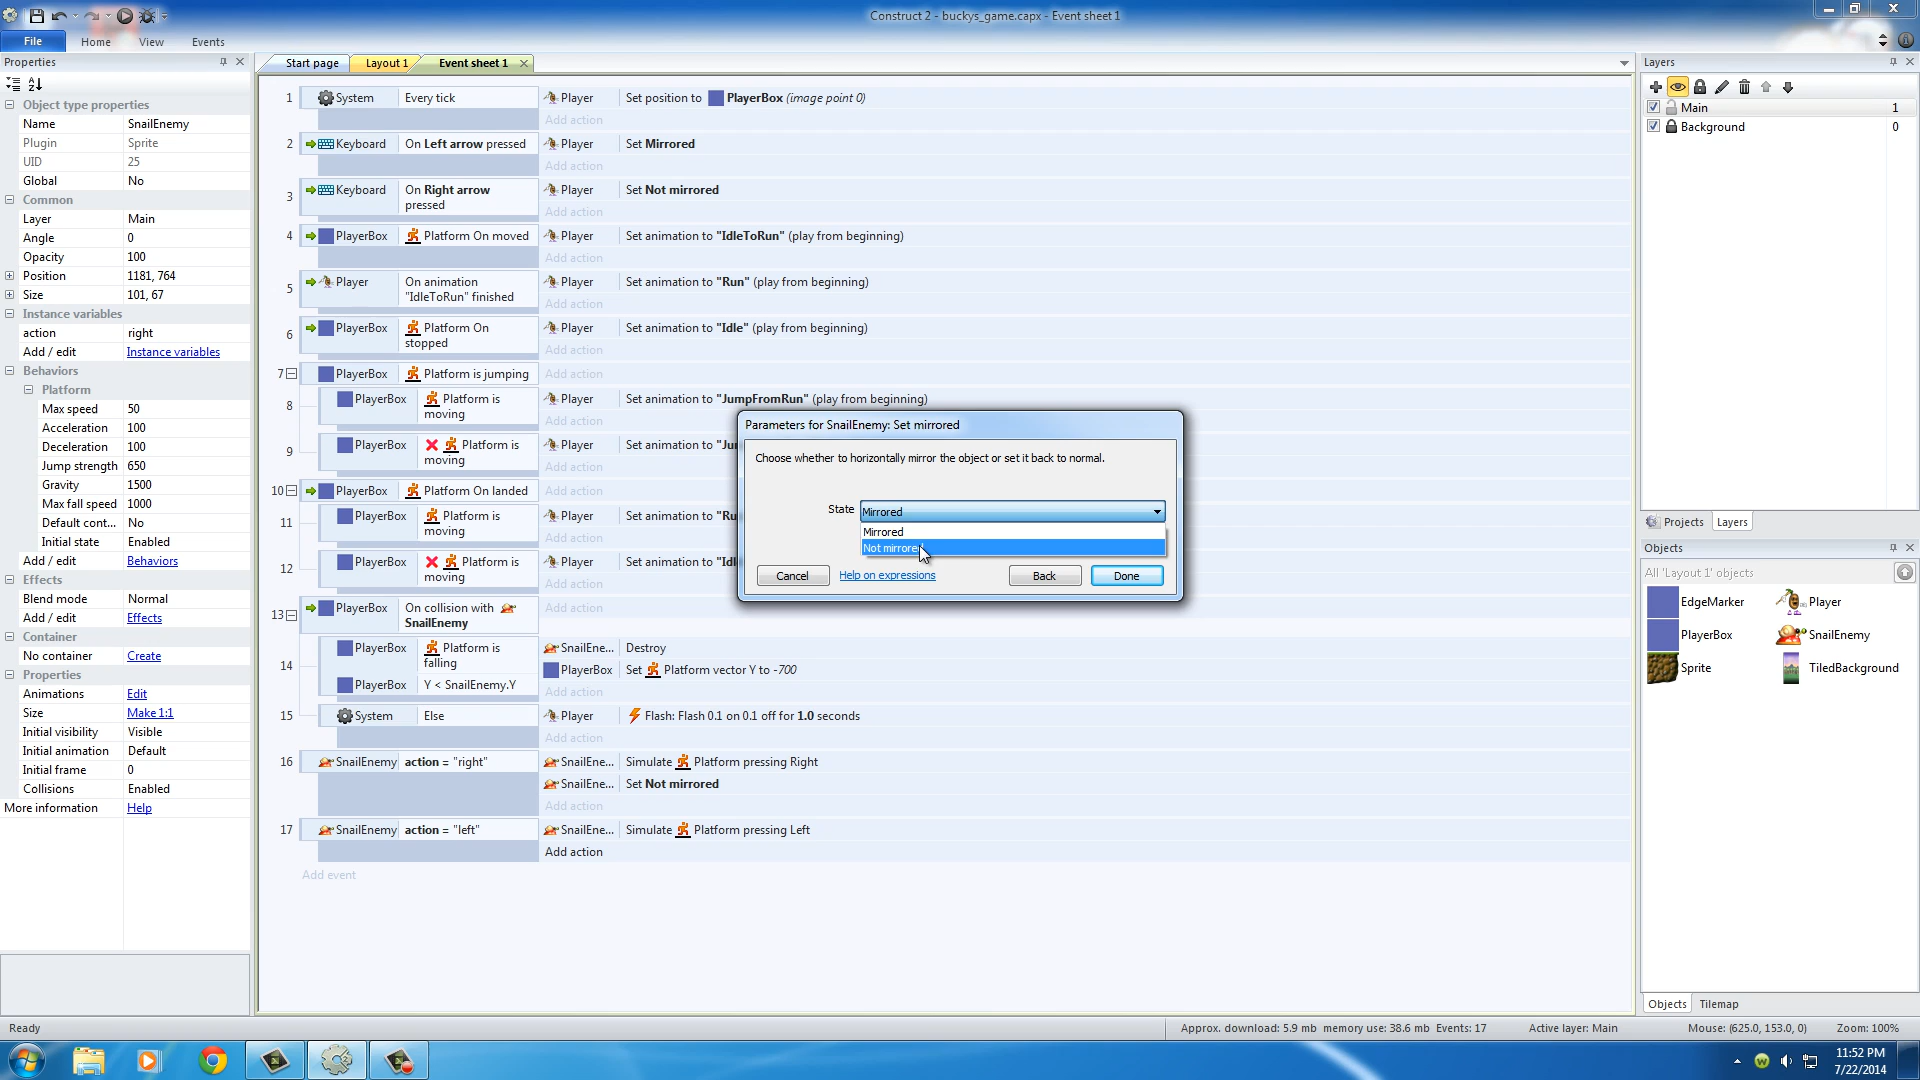 Construct 2 - buckys_game.capx - Event sheet 1
File
Home
View
Events
Properties
Object type properties
Name SnailEnemy
Plugin Sprite
UID 25
Global No
Common
Layer Main
Angle 0
Opacity 100
Position 1181, 764
Size 101, 67
Instance variables
action right
Add / edit Instance variables
Behaviors
Platform
Max speed 50
Acceleration 100
Deceleration 100
Jump strength 650
Gravity 1500
Max fall speed 1000
Default cont... No
Initial state Enabled
Add / edit Behaviors
Effects
Blend mode Normal
Add / edit Effects
Container
No container Create
Properties
Animations Edit
Size Make 1:1
Initial visibility Visible
Initial animation Default
Initial frame 0
Collisions Enabled
More information Help
Start page
Layout 1
Event sheet 1
1 System Every tick Player Set position to PlayerBox (image point 0)
Add action
2 Keyboard On Left arrow pressed Player Set Mirrored
Add action
3 Keyboard On Right arrow pressed Player Set Not mirrored
Add action
4 PlayerBox Platform On moved Player Set animation to "IdleToRun" (play from beginning)
Add action
5 Player On animation "IdleToRun" finished Player Set animation to "Run" (play from beginning)
Add action
6 PlayerBox Platform On stopped Player Set animation to "Idle" (play from beginning)
Add action
7 PlayerBox Platform is jumping Add action
8 PlayerBox Platform is moving Player Set animation to "JumpFromRun" (play from beginning)
Add action
9 PlayerBox Platform is moving Player Set animation to "Ju
Add action
10 PlayerBox Platform On landed Add action
11 PlayerBox Platform is moving Player Set animation to "Ru
Add action
12 PlayerBox Platform is moving Player Set animation to "Idl
Add action
13 PlayerBox On collision with SnailEnemy Add action
14 PlayerBox Platform is falling SnailEne... Destroy
PlayerBox Y < SnailEnemy.Y PlayerBox Set Platform vector Y to -700
Add action
15 System Else Player Flash: Flash 0.1 on 0.1 off for 1.0 seconds
Add action
16 SnailEnemy action = "right" SnailEne... Simulate Platform pressing Right
SnailEne... Set Not mirrored
Add action
17 SnailEnemy action = "left" SnailEne... Simulate Platform pressing Left
Add action
Add event
Parameters for SnailEnemy: Set mirrored
Choose whether to horizontally mirror the object or set it back to normal.
State Mirrored
Mirrored
Not mirrored
Cancel
Help on expressions
Back
Done
Layers
Main 1
Background 0
Projects
Layers
Objects
All 'Layout 1' objects
EdgeMarker
Player
PlayerBox
SnailEnemy
Sprite
TiledBackground
Objects
Tilemap
Ready
Approx. download: 5.9 mb memory use: 38.6 mb Events: 17
Active layer: Main
Mouse: (625.0, 153.0, 0)
Zoom: 100%
11:52 PM
7/22/2014